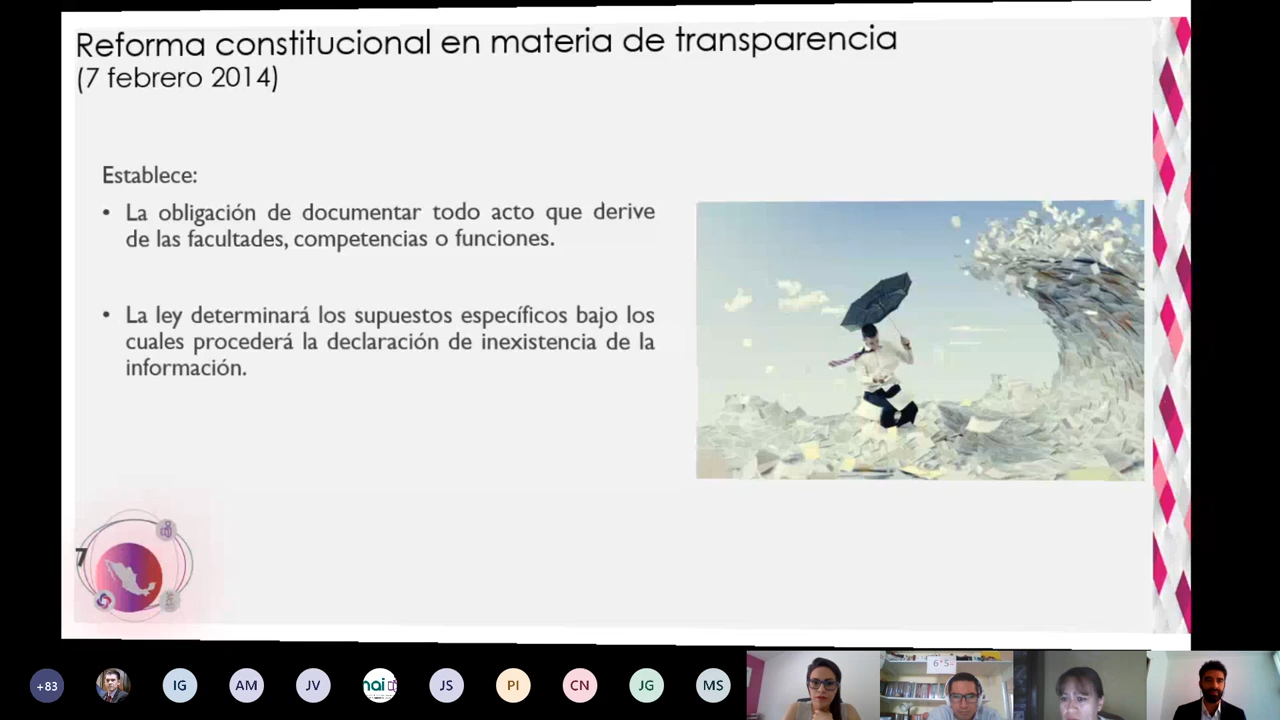 Reforma constitucional en materia de transparencia
(7 febrero 2014)
Establece:
• La obligación de documentar todo acto que derive
de las facultades, competencias o funciones.
• La ley determinará los supuestos específicos bajo los
cuales procederá la declaración de inexistencia de la
información.
7
+83
IG
AM
JV
nai
JS
PI
CN
JG
MS